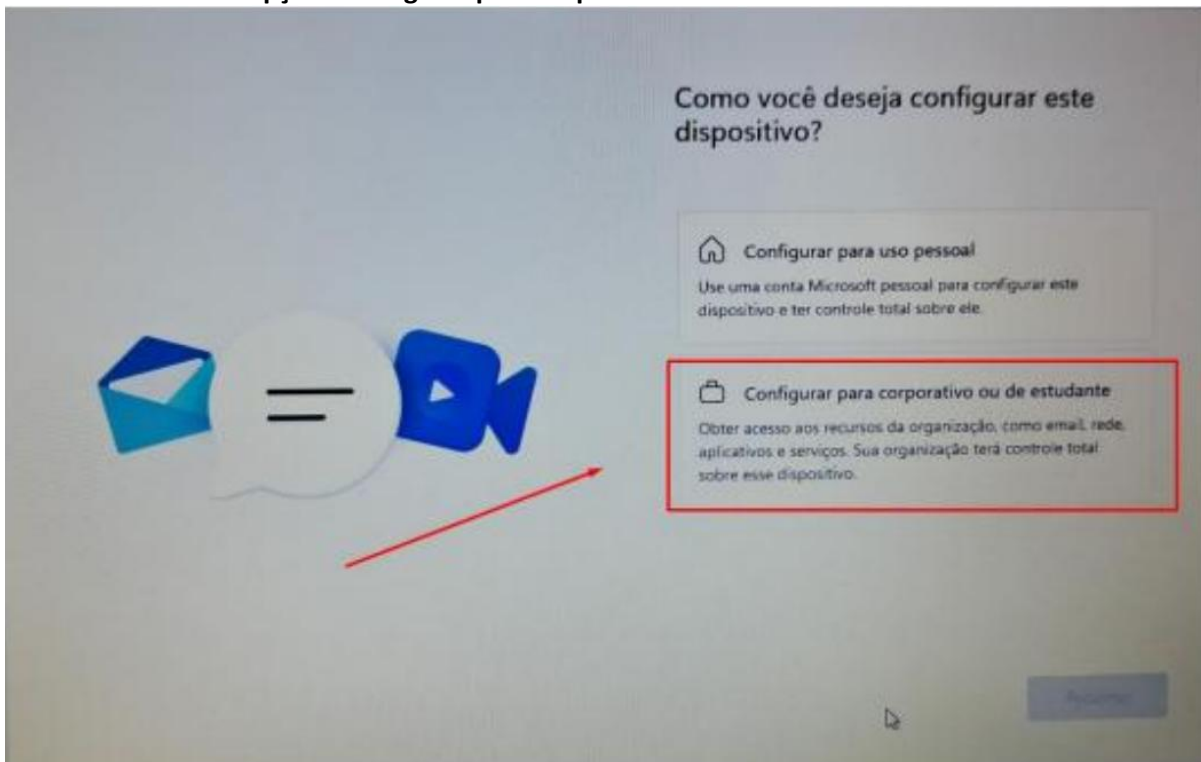 Como você deseja configurar este
dispositivo?
Configurar para uso pessoal
Use uma conta Microsoft pessoal para configurar este
dispositivo e ter controle total sobre ele.
Configurar para corporativo ou de estudante
Obter acesso aos recursos da organização, como email, rede,
aplicativos e serviços. Sua organização terá controle total
sobre esse dispositivo.